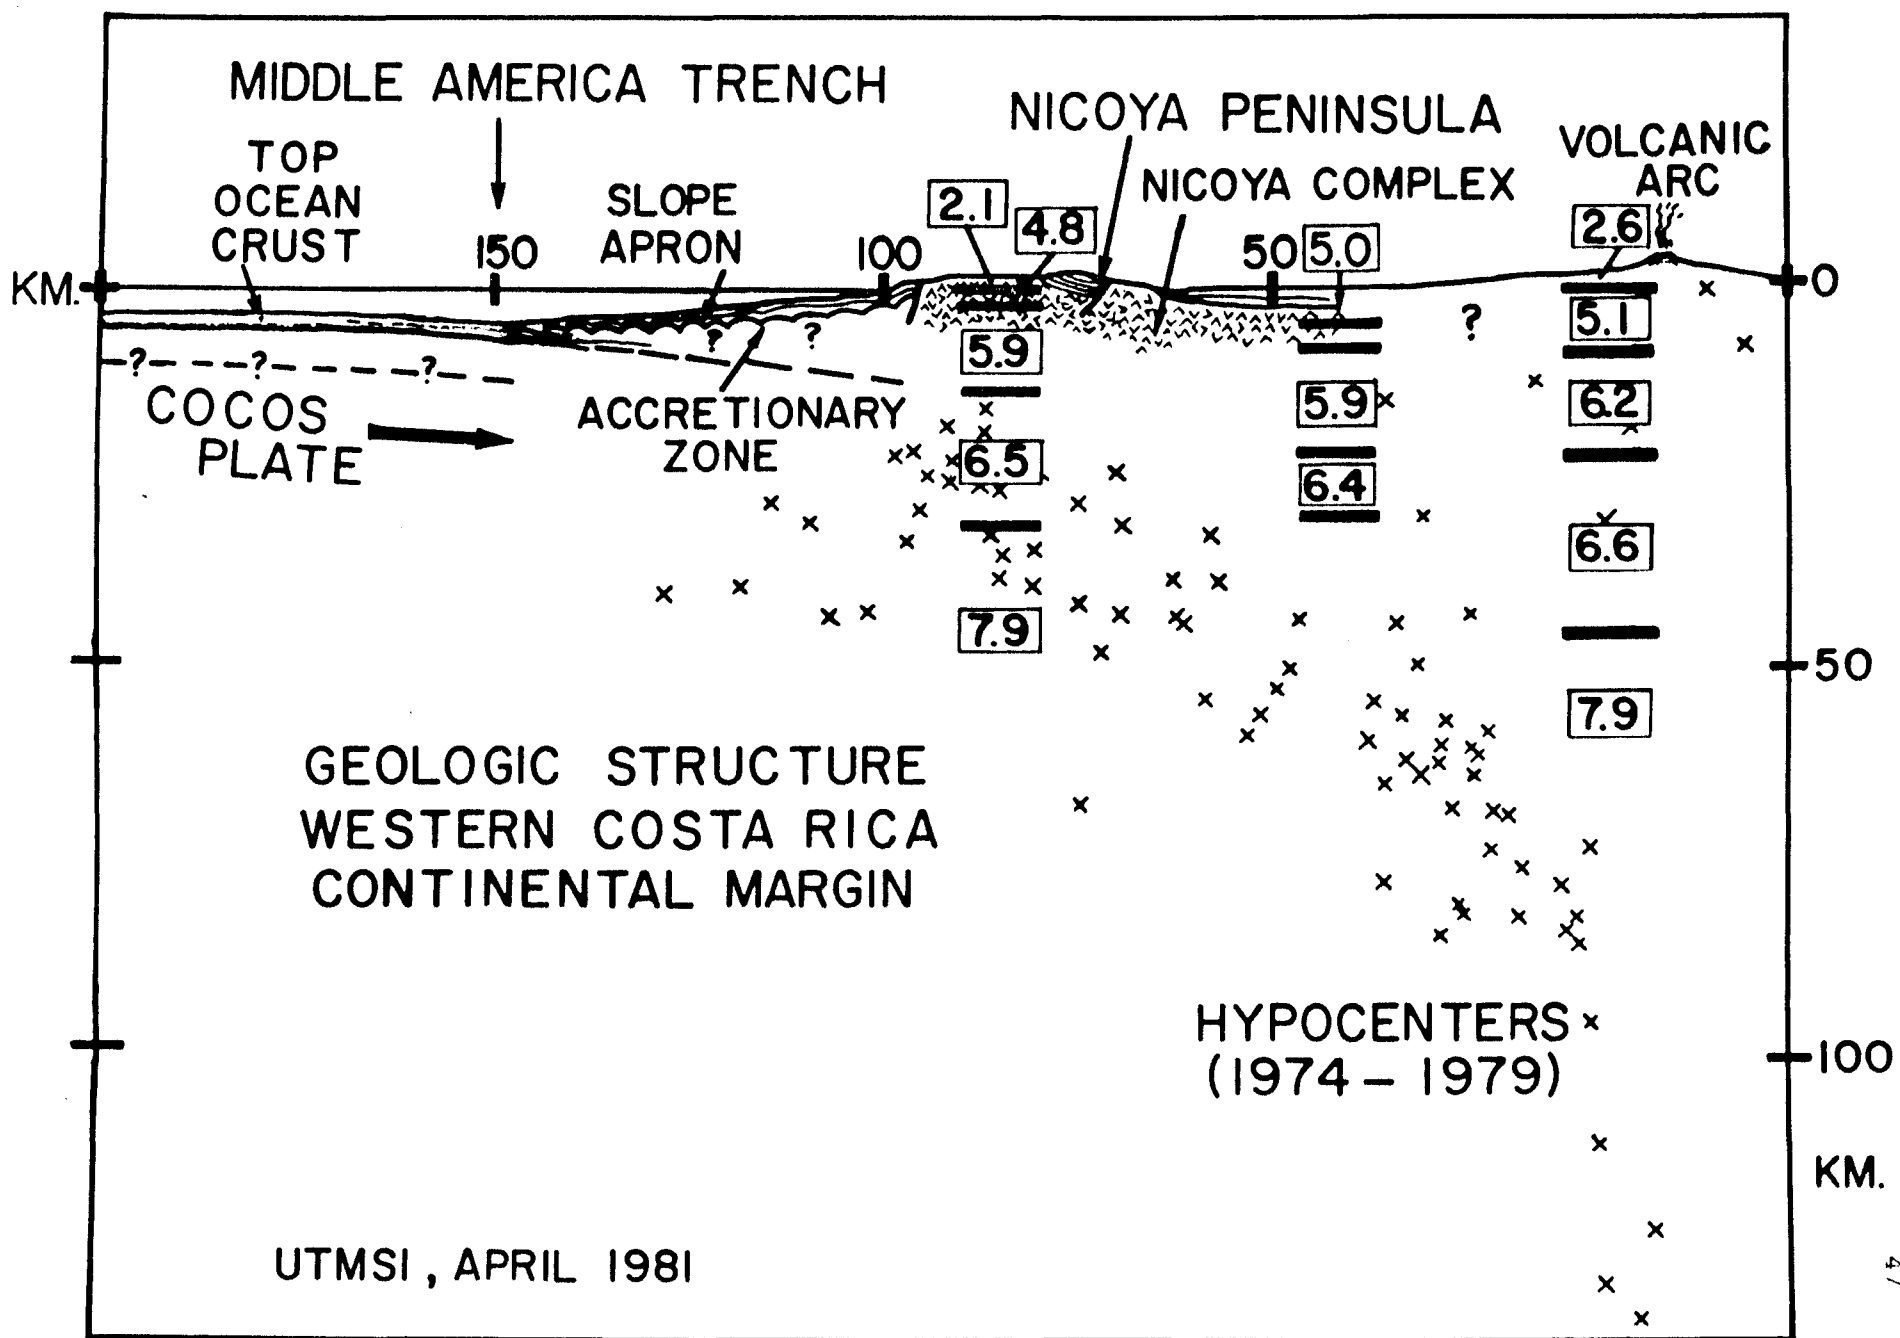 MIDDLE AMERICA TRENCH
NICOYA PENINSULA
VOLCANIC
ARC
TOP
OCEAN
CRUST
SLOPE
APRON
NICOYA COMPLEX
2.1
4.8
5.0
2.6
KM.
150
100
50
0
?
?
?
5.1
5.9
?
?
?
COCOS
PLATE
ACCRETIONARY
ZONE
5.9
6.2
6.5
6.4
6.6
7.9
50
7.9
GEOLOGIC STRUCTURE
WESTERN COSTA RICA
CONTINENTAL MARGIN
HYPOCENTERS
(1974 – 1979)
100
KM.
UTMSI, APRIL 1981
47